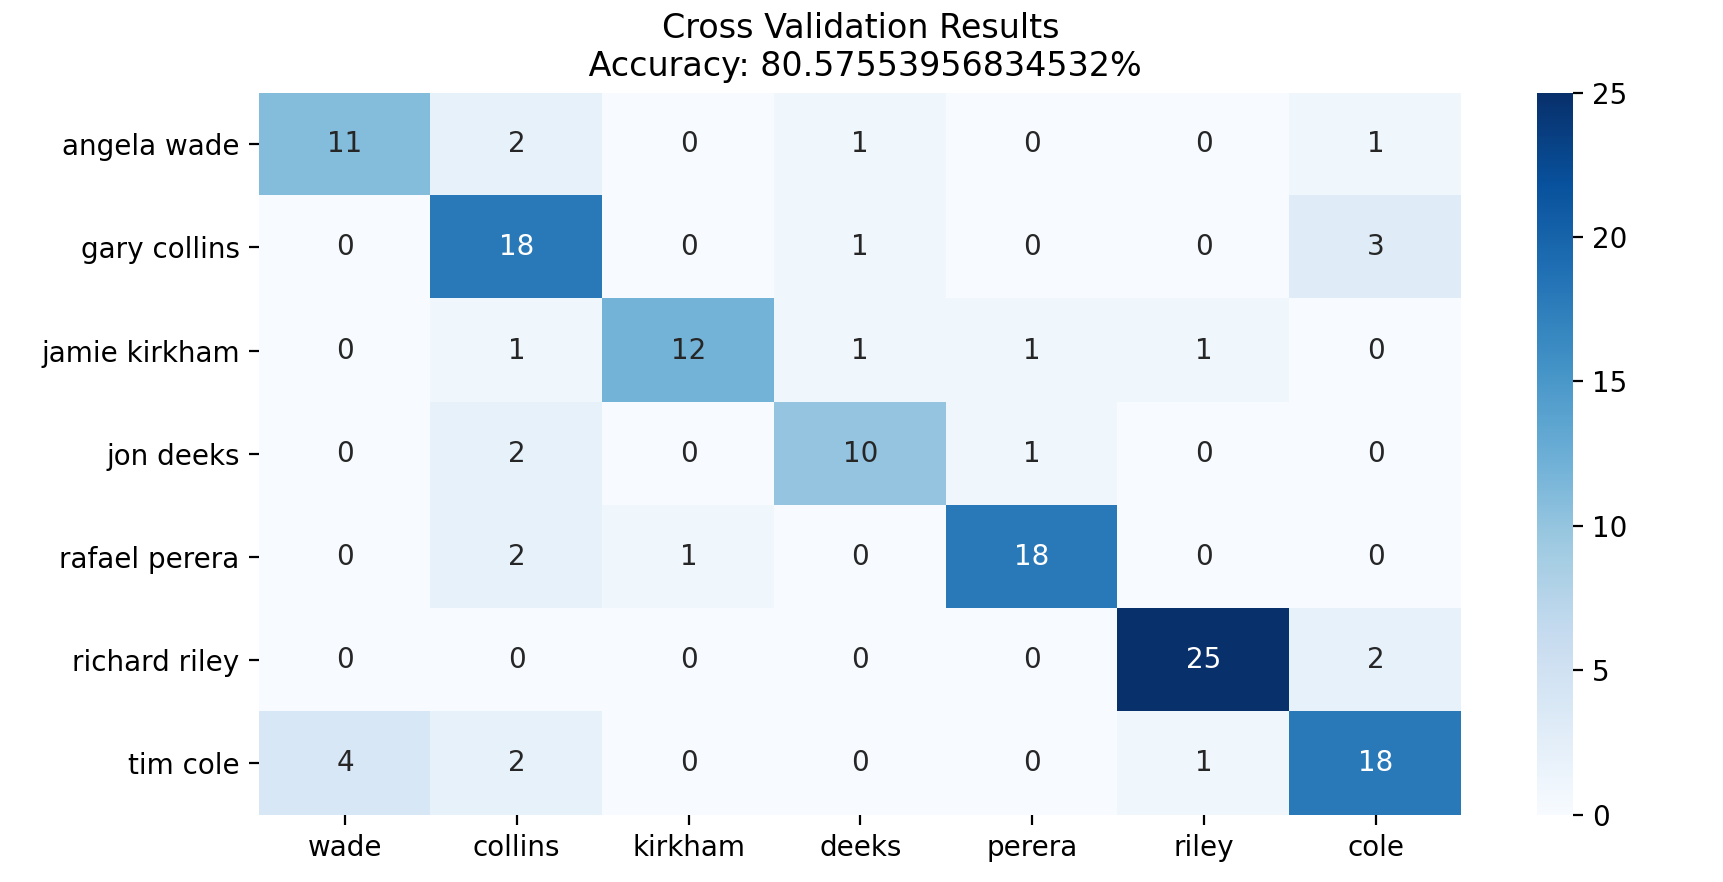 Cross Validation Results
Accuracy: 80.57553956834532%
angela wade 11 2 0 1 0 0 1
gary collins 0 18 0 1 0 0 3
jamie kirkham 0 1 12 1 1 1 0
jon deeks 0 2 0 10 1 0 0
rafael perera 0 2 1 0 18 0 0
richard riley 0 0 0 0 0 25 2
tim cole 4 2 0 0 0 1 18
wade collins kirkham deeks perera riley cole
25
20
15
10
5
0